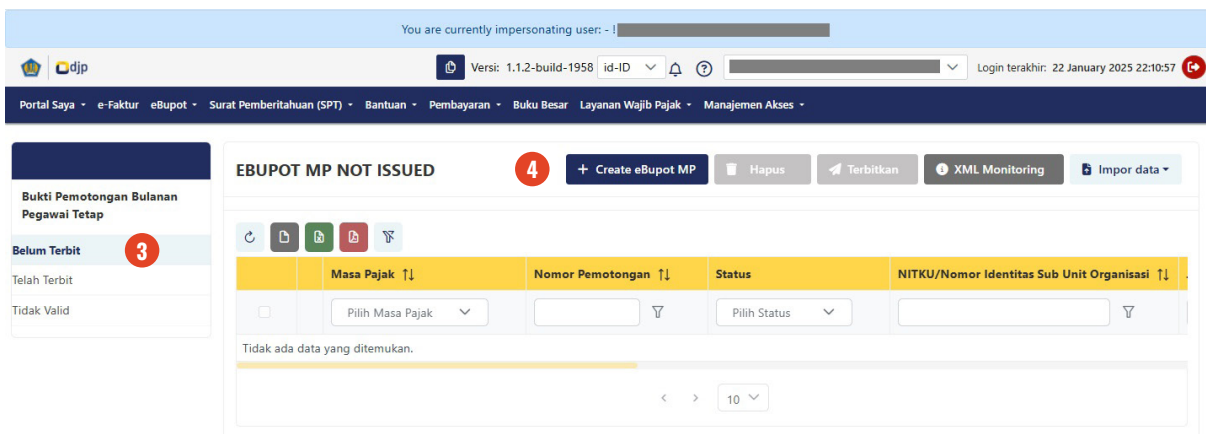 You are currently impersonating user: - !
djp
Versi: 1.1.2-build-1958 id-ID Login terakhir: 22 January 2025 22:10:57
Portal Saya e-Faktur eBupot Surat Pemberitahuan (SPT) Bantuan Pembayaran Buku Besar Layanan Wajib Pajak Manajemen Akses
EBUPOT MP NOT ISSUED 4 + Create eBupot MP Hapus Terbitkan XML Monitoring Impor data
Bukti Pemotongan Bulanan
Pegawai Tetap
Belum Terbit 3
Telah Terbit
Tidak Valid
Masa Pajak Nomor Pemotongan Status NITKU/Nomor Identitas Sub Unit Organisasi
Pilih Masa Pajak Pilih Status
Tidak ada data yang ditemukan.
10